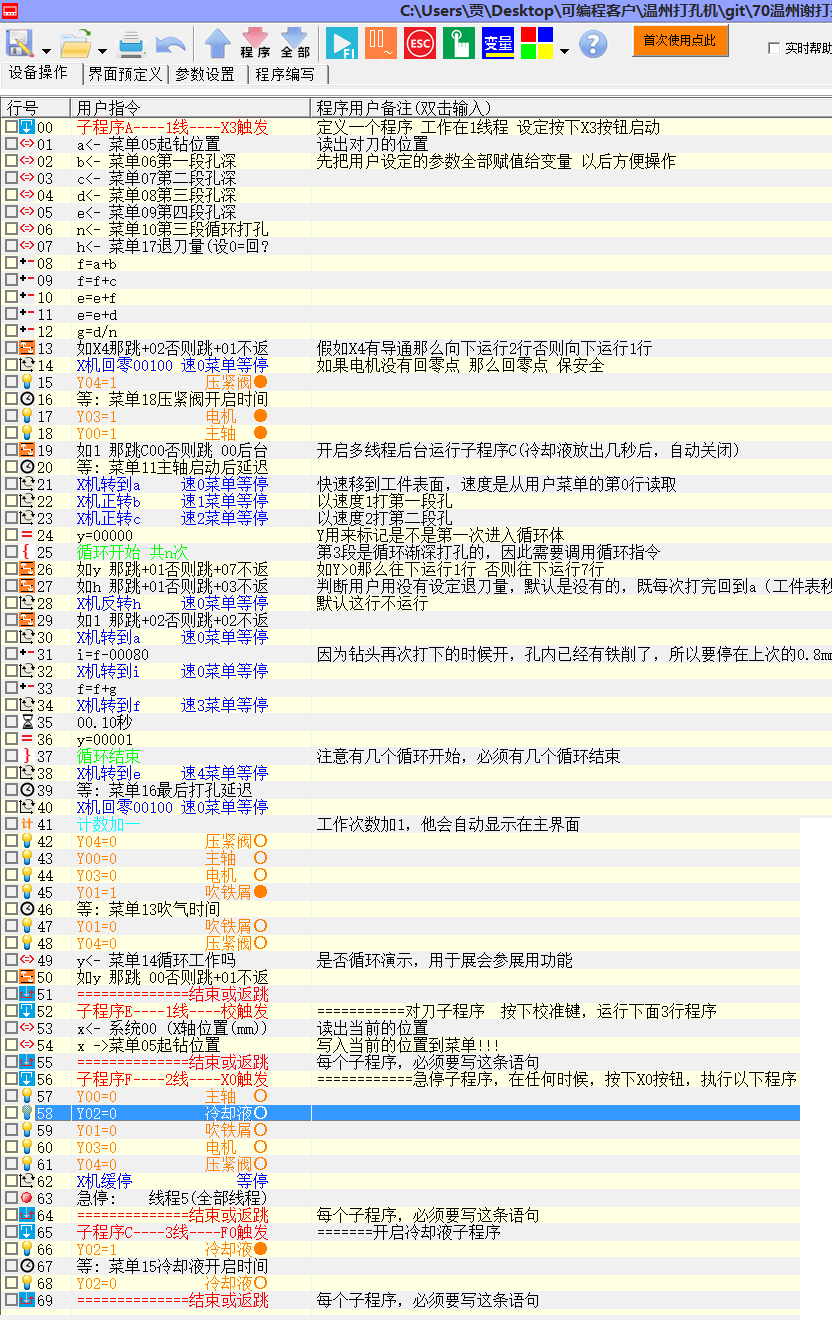 C:\Users\贾\Desktop\可编程客户\温州打孔机\git\70温州谢打
程序 全部 F1 ESC 变量 首次使用点此 实时帮助
设备操作 界面预定义 参数设置 程序编写
行号 用户指令 程序用户备注(双击输入)
00 子程序A----1线----X3触发 定义一个程序 工作在1线程 设定按下X3按钮启动
01 a<- 菜单05起钻位置 读出对刀的位置
02 b<- 菜单06第一段孔深 先把用户设定的参数全部赋值给变量 以后方便操作
03 c<- 菜单07第二段孔深
04 d<- 菜单08第三段孔深
05 e<- 菜单09第四段孔深
06 n<- 菜单10第三段循环打孔
07 h<- 菜单17退刀量(设0=回?
08 f=a+b
09 f=f+c
10 e=e+f
11 e=e+d
12 g=d/n
13 如X4那跳+02否则跳+01不返 假如X4有导通那么向下运行2行否则向下运行1行
14 X机回零00100 速0菜单等停 如果电机没有回零点 那么回零点 保安全
15 Y04=1 压紧阀
16 等: 菜单18压紧阀开启时间
17 Y03=1 电机
18 Y00=1 主轴
19 如1 那跳C00否则跳 00后台 开启多线程后台运行子程序C(冷却液放出几秒后，自动关闭)
20 等: 菜单11主轴启动后延迟
21 X机转到a 速0菜单等停 快速移到工件表面，速度是从用户菜单的第0行读取
22 X机正转b 速1菜单等停 以速度1打第一段孔
23 X机正转c 速2菜单等停 以速度2打第二段孔
24 y=00000 Y用来标记是不是第一次进入循环体
25 循环开始 共n次 第3段是循环渐深打孔的，因此需要调用循环指令
26 如y 那跳+01否则跳+07不返 如Y>0那么往下运行1行 否则往下运行7行
27 如h 那跳+01否则跳+03不返 判断用户用没有设定退刀量，默认是没有的，既每次打完回到a（工件表
28 X机反转h 速0菜单等停 默认这行不运行
29 如1 那跳+02否则跳+02不返
30 X机转到a 速0菜单等停
31 i=f-00080 因为钻头再次打下的时候开，孔内已经有铁削了，所以要停在上次的0.8mm
32 X机转到i 速0菜单等停
33 f=f+g
34 X机转到f 速3菜单等停
35 00.10秒
36 y=00001
37 循环结束 注意有几个循环开始，必须有几个循环结束
38 X机转到e 速4菜单等停
39 等: 菜单16最后打孔延迟
40 X机回零00100 速0菜单等停
41 计数加一 工作次数加1，他会自动显示在主界面
42 Y04=0 压紧阀
43 Y00=0 主轴
44 Y03=0 电机
45 Y01=1 吹铁屑
46 等: 菜单13吹气时间
47 Y01=0 吹铁屑
48 Y04=0 压紧阀
49 y<- 菜单14循环工作吗 是否循环演示，用于展会参展用功能
50 如y 那跳 00否则跳+01不返
51 ==============结束或返跳
52 子程序E----1线----校触发 ===========对刀子程序 按下校准键，运行下面3行程序
53 x<- 系统00 (X轴位置(mm)) 读出当前的位置
54 x ->菜单05起钻位置 写入当前的位置到菜单!!!
55 ==============结束或返跳 每个子程序，必须要写这条语句
56 子程序F----2线----X0触发 ============急停子程序，在任何时候，按下X0按钮，执行以下程序
57 Y00=0 主轴
58 Y02=0 冷却液
59 Y01=0 吹铁屑
60 Y03=0 电机
61 Y04=0 压紧阀
62 X机缓停 等停
63 急停: 线程5(全部线程)
64 ==============结束或返跳 每个子程序，必须要写这条语句
65 子程序C----3线----F0触发 =======开启冷却液子程序
66 Y02=1 冷却液
67 等: 菜单15冷却液开启时间
68 Y02=0 冷却液
69 ==============结束或返跳 每个子程序，必须要写这条语句